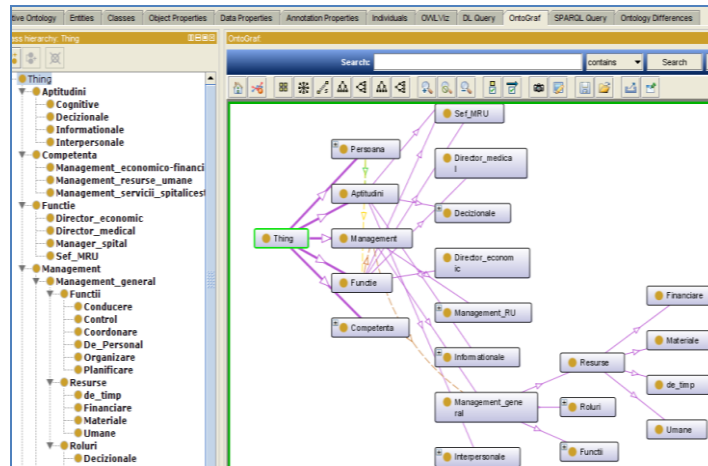 tive Ontology Entities Classes Object Properties Data Properties Annotation Properties Individuals OWLViz DL Query OntoGraf SPARQL Query Ontology Differences
ass hierarchy: Thing
Thing
Aptitudini
Cognitive
Decizionale
Informationale
Interpersonale
Competenta
Management_economico-financi
Management_resurse_umane
Management_servicii_spitalicest
Functie
Director_economic
Director_medical
Manager_spital
Sef_MRU
Management
Management_general
Functii
Conducere
Control
Coordonare
De_Personal
Organizare
Planificare
Resurse
de_timp
Financiare
Materiale
Umane
Roluri
Decizionale
OntoGraf
Search: contains Search
Sef_MRU
Persoana
Director_medica
l
Aptitudini
Decizionale
Thing
Management
Director_econom
ic
Functie
Financiare
Management_RU
Competenta
Materiale
Informationale
Resurse
de_timp
Management_gene
ral
Roluri
Umane
Interpersonale
Functii